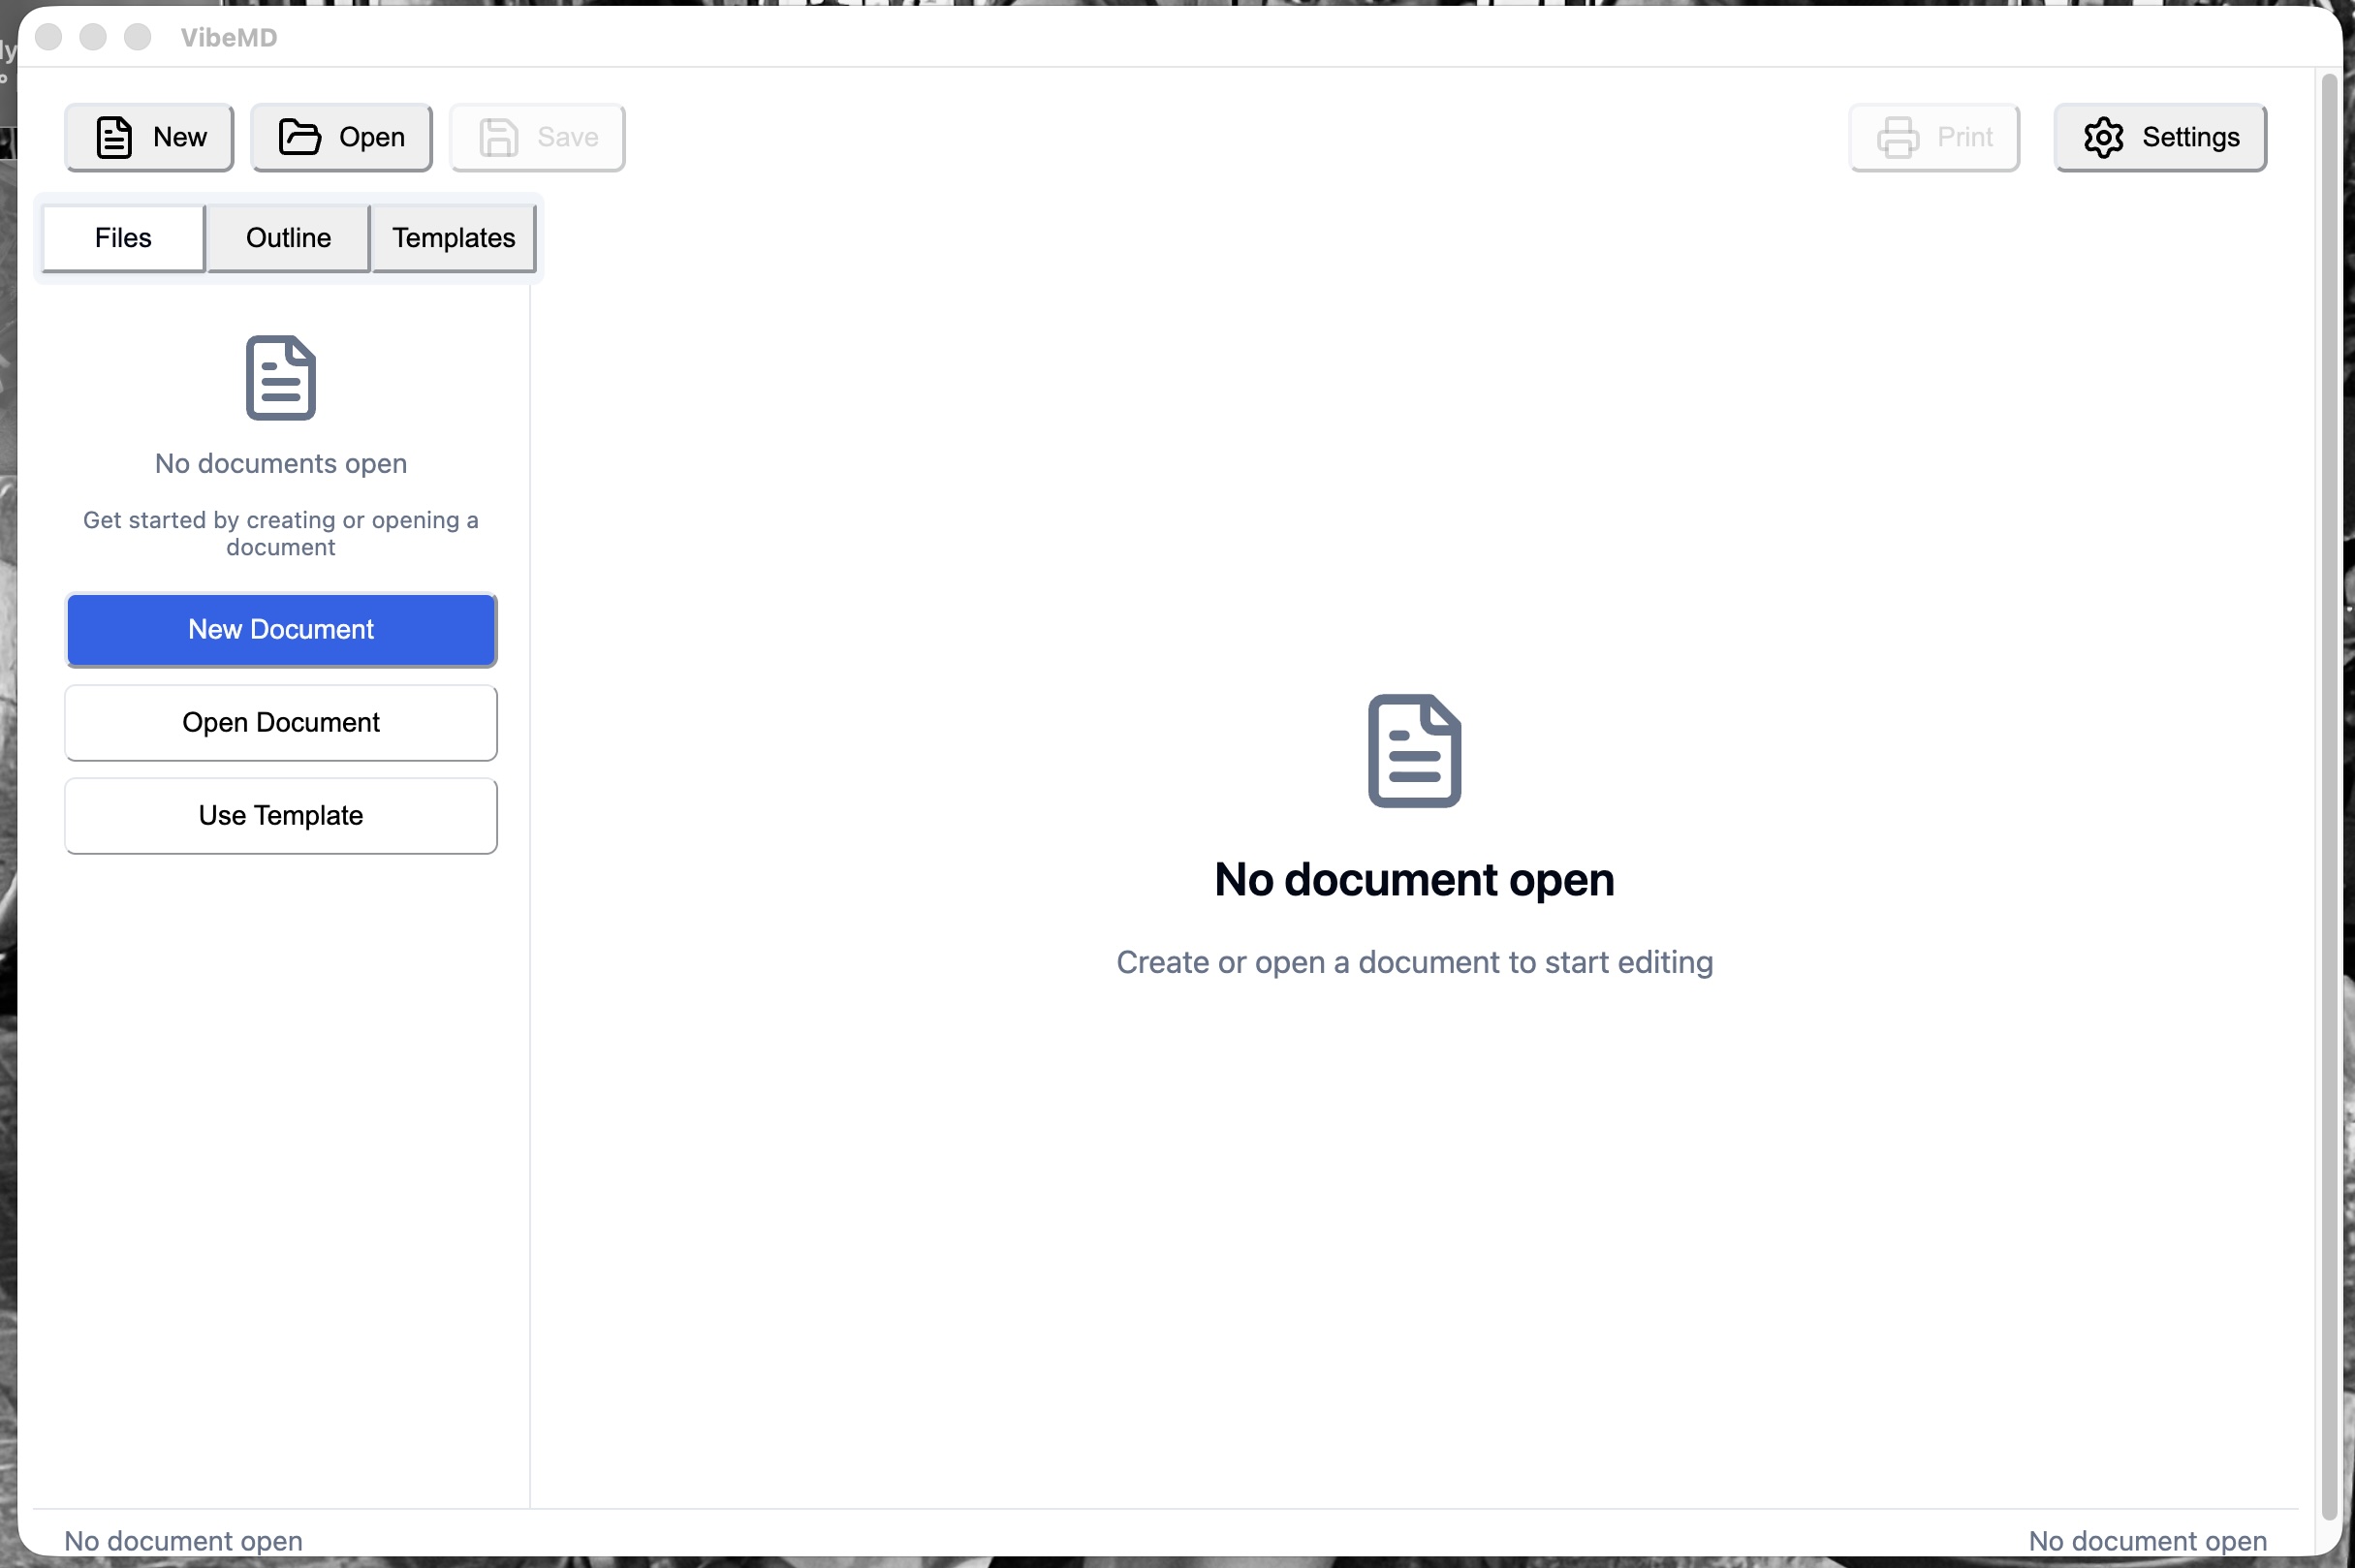 VibeMD
New
Open
Save
Print
Settings
Files
Outline
Templates
No documents open
Get started by creating or opening a
document
New Document
Open Document
Use Template
No document open
Create or open a document to start editing
No document open
No document open